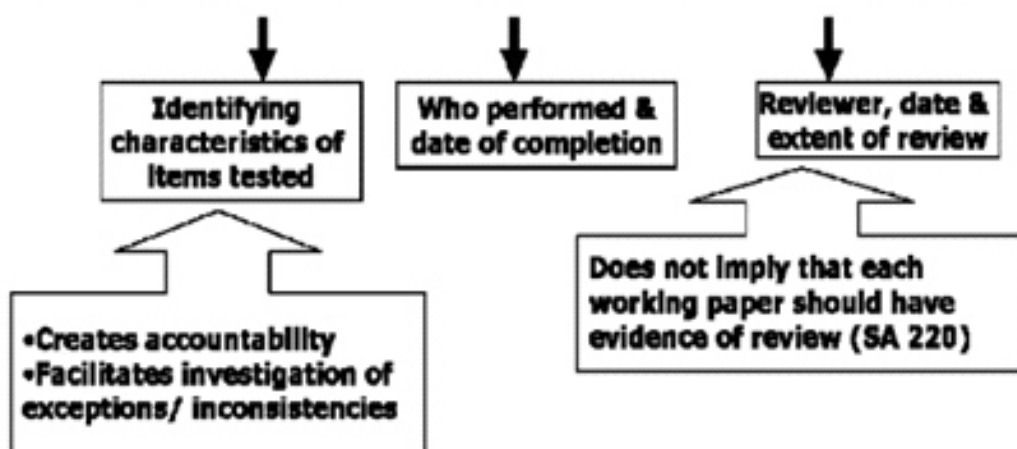 Identifying
characteristics of
items tested
Who performed &
date of completion
Reviewer, date &
extent of review
•Creates accountability
•Facilitates investigation of
exceptions/ inconsistencies
Does not imply that each
working paper should have
evidence of review (SA 220)